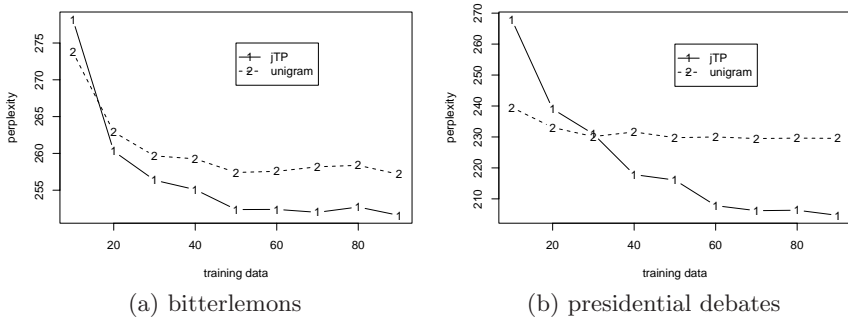 275
270
265
260
255
perplexity
1 jTP
2 unigram
20 40 60 80
training data
(a) bitterlemons
270
260
250
240
230
220
210
perplexity
1 jTP
2 unigram
20 40 60 80
training data
(b) presidential debates